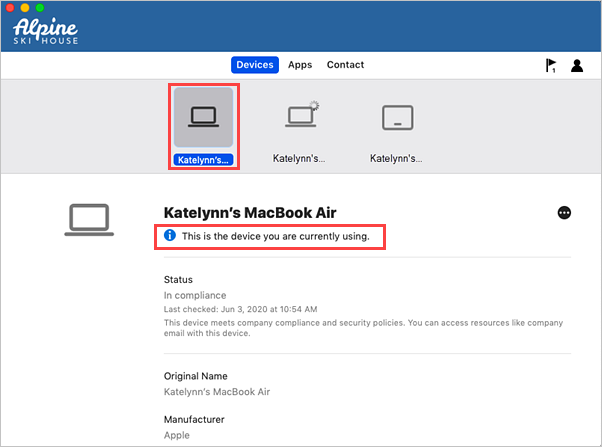 Alpine
SKI HOUSE
Devices Apps Contact
1
Katelynn's... Katelynn's... Katelynn's...
Katelynn's MacBook Air
This is the device you are currently using.
Status
In compliance
Last checked: Jun 3, 2020 at 10:54 AM
This device meets company compliance and security policies. You can access resources like company
email with this device.
Original Name
Katelynn's MacBook Air
Manufacturer
Apple